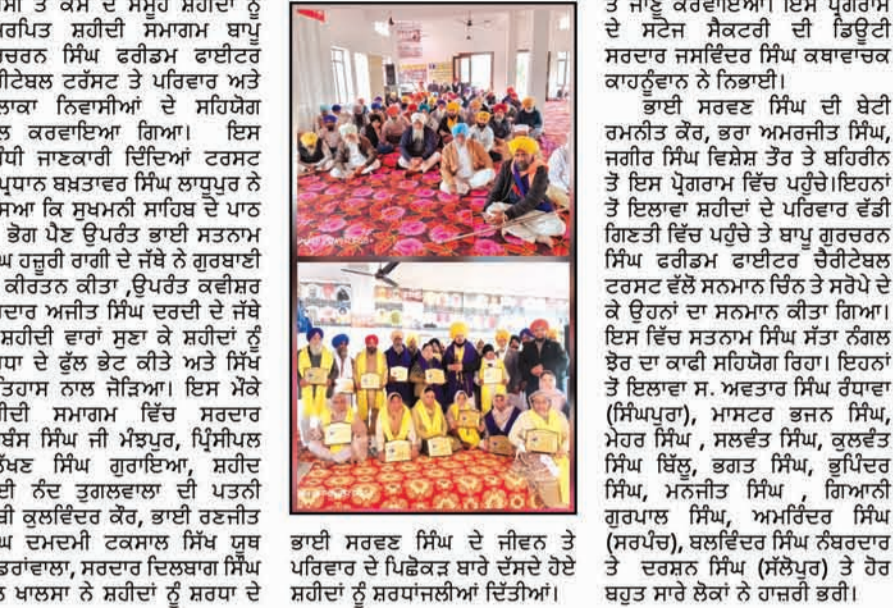 ਤੇ ਕੌਮ ਦੇ ਸਮੂਹ ਸ਼ਹੀਦਾਂ ਨੂੰ
ਸ਼ਹੀਦੀ ਸਮਾਗਮ ਬਾਪੂ
ਸਿੰਘ ਫਰੀਡਮ ਫਾਈਟਰ
ਟਰੱਸਟ ਤੇ ਪਰਿਵਾਰ ਅਤੇ
ਨਿਵਾਸੀਆਂ ਦੇ ਸਹਿਯੋਗ
ਕਰਵਾਇਆ ਗਿਆ। ਇਸ
ਜਾਣਕਾਰੀ ਦਿੰਦਿਆਂ ਟਰਸਟ
ਪ੍ਰਧਾਨ ਬਖ਼ਤਾਵਰ ਸਿੰਘ ਲਾਧੂਪੁਰ ਨੇ
ਕਿ ਸੁਖਮਨੀ ਸਾਹਿਬ ਦੇ ਪਾਠ
ਭੋਗ ਪੈਣ ਉਪਰੰਤ ਭਾਈ ਸਤਨਾਮ
ਹਜ਼ੂਰੀ ਰਾਗੀ ਦੇ ਜੱਥੇ ਨੇ ਗੁਰਬਾਣੀ
ਕੀਰਤਨ ਕੀਤਾ ,ਉਪਰੰਤ ਕਵੀਸ਼ਰ
ਅਜੀਤ ਸਿੰਘ ਦਰਦੀ ਦੇ ਜੱਥੇ
ਸ਼ਹੀਦੀ ਵਾਰਾਂ ਸੁਣਾ ਕੇ ਸ਼ਹੀਦਾਂ ਨੂੰ
ਦੇ ਫੁੱਲ ਭੇਟ ਕੀਤੇ ਅਤੇ ਸਿੱਖ
ਨਾਲ ਜੋੜਿਆ। ਇਸ ਮੌਕੇ
ਸਮਾਗਮ ਵਿੱਚ ਸਰਦਾਰ
ਸਿੰਘ ਜੀ ਮੰਝਪੁਰ, ਪ੍ਰਿੰਸੀਪਲ
ਸਿੰਘ ਗੁਰਾਇਆ, ਸ਼ਹੀਦ
ਨੰਦ ਤੁਗਲਵਾਲਾ ਦੀ ਪਤਨੀ
ਕੁਲਵਿੰਦਰ ਕੌਰ, ਭਾਈ ਰਣਜੀਤ
ਦਮਦਮੀ ਟਕਸਾਲ ਸਿੱਖ ਯੂਥ
ਸਰਦਾਰ ਦਿਲਬਾਗ ਸਿੰਘ
ਖਾਲਸਾ ਨੇ ਸ਼ਹੀਦਾਂ ਨੂੰ ਸ਼ਰਧਾ ਦੇ
ਭਾਈ ਸਰਵਣ ਸਿੰਘ ਦੇ ਜੀਵਨ ਤੇ
ਪਰਿਵਾਰ ਦੇ ਪਿਛੋਕੜ ਬਾਰੇ ਦੱਸਦੇ ਹੋਏ
ਸ਼ਹੀਦਾਂ ਨੂੰ ਸ਼ਰਧਾਂਜਲੀਆਂ ਦਿੱਤੀਆਂ।
ਤੇ ਜਾਣੂ ਕਰਵਾਇਆ। ਇਸ ਪ੍ਰੋਗਰਾਮ
ਦੇ ਸਟੇਜ ਸੈਕਟਰੀ ਦੀ ਡਿਊਟੀ
ਸਰਦਾਰ ਜਸਵਿੰਦਰ ਸਿੰਘ ਕਥਾਵਾਚਕ
ਕਾਹਨੂੰਵਾਨ ਨੇ ਨਿਭਾਈ।
ਭਾਈ ਸਰਵਣ ਸਿੰਘ ਦੀ ਬੇਟੀ
ਰਮਨੀਤ ਕੌਰ, ਭਰਾ ਅਮਰਜੀਤ ਸਿੰਘ,
ਜਗੀਰ ਸਿੰਘ ਵਿਸ਼ੇਸ਼ ਤੌਰ ਤੇ ਬਹਿਰੀਨ
ਤੋਂ ਇਸ ਪ੍ਰੋਗਰਾਮ ਵਿੱਚ ਪਹੁੰਚੇ।ਇਹਨਾਂ
ਤੋਂ ਇਲਾਵਾ ਸ਼ਹੀਦਾਂ ਦੇ ਪਰਿਵਾਰ ਵੱਡੀ
ਗਿਣਤੀ ਵਿੱਚ ਪਹੁੰਚੇ ਤੇ ਬਾਪੂ ਗੁਰਚਰਨ
ਸਿੰਘ ਫਰੀਡਮ ਫਾਈਟਰ ਚੈਰੀਟੇਬਲ
ਟਰਸਟ ਵੱਲੋਂ ਸਨਮਾਨ ਚਿੰਨ ਤੇ ਸਰੋਪੇ ਦੇ
ਕੇ ਉਹਨਾਂ ਦਾ ਸਨਮਾਨ ਕੀਤਾ ਗਿਆ।
ਇਸ ਵਿੱਚ ਸਤਨਾਮ ਸਿੰਘ ਸੱਤਾ ਨੰਗਲ
ਝੋਰ ਦਾ ਕਾਫੀ ਸਹਿਯੋਗ ਰਿਹਾ। ਇਹਨਾਂ
ਤੋਂ ਇਲਾਵਾ ਸ. ਅਵਤਾਰ ਸਿੰਘ ਰੰਧਾਵਾ
(ਸਿੰਘਪੁਰਾ), ਮਾਸਟਰ ਭਜਨ ਸਿੰਘ,
ਮੇਹਰ ਸਿੰਘ , ਸਲਵੰਤ ਸਿੰਘ, ਕੁਲਵੰਤ
ਸਿੰਘ ਬਿੱਲੂ, ਭਗਤ ਸਿੰਘ, ਭੁਪਿੰਦਰ
ਸਿੰਘ, ਮਨਜੀਤ ਸਿੰਘ , ਗਿਆਨੀ
ਗੁਰਪਾਲ ਸਿੰਘ, ਅਮਰਿੰਦਰ ਸਿੰਘ
(ਸਰਪੰਚ), ਬਲਵਿੰਦਰ ਸਿੰਘ ਨੰਬਰਦਾਰ
ਤੇ ਦਰਸ਼ਨ ਸਿੰਘ (ਸੱਲੋਪੁਰ) ਤੇ ਹੋਰ
ਬਹੁਤ ਸਾਰੇ ਲੋਕਾਂ ਨੇ ਹਾਜ਼ਰੀ ਭਰੀ।